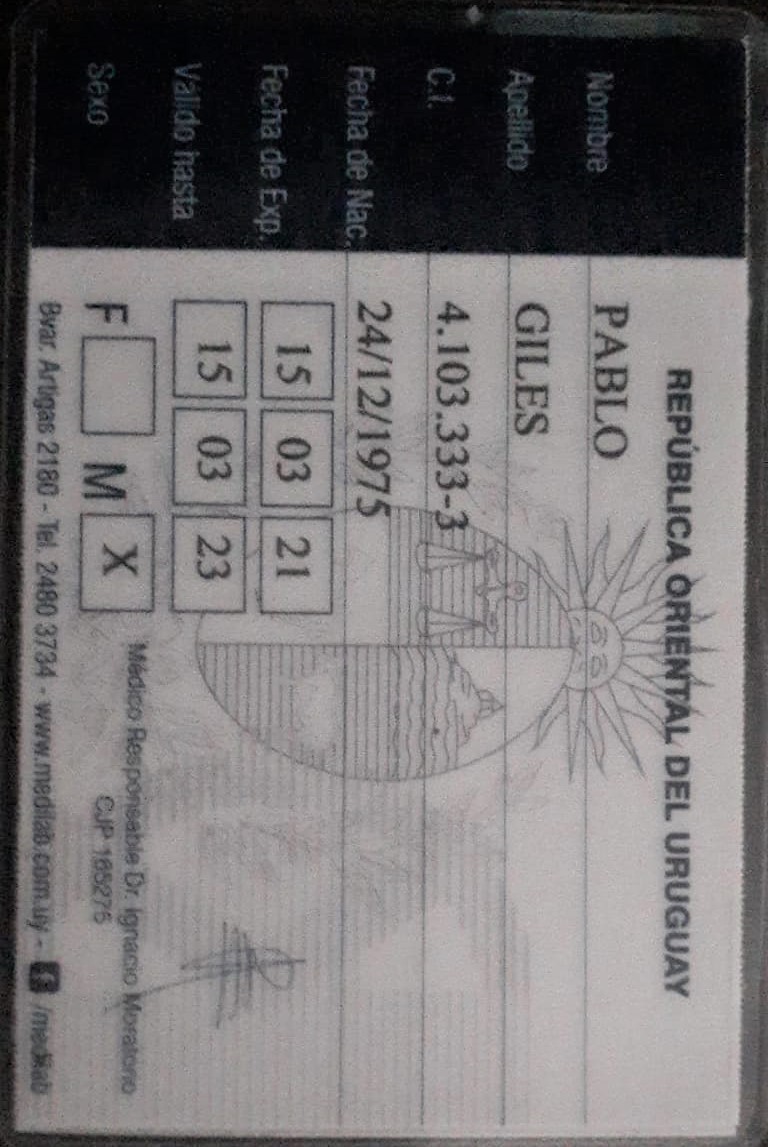 REPÚBLICA ORIENTAL DEL URUGUAY
Nombre PABLO
Apellido GILES
C.I. 4.103.333-3
Fecha de Nac. 24/12/1975
Fecha de Exp. 15 03 21
Válido hasta 15 03 23
Sexo F M X
Médico Responsable Dr. Ignacio Moratorio
CJP 165275
Bvar. Artigas 2180 - Tel. 2480 3734 - www.medilab.com.uy - f /medilab